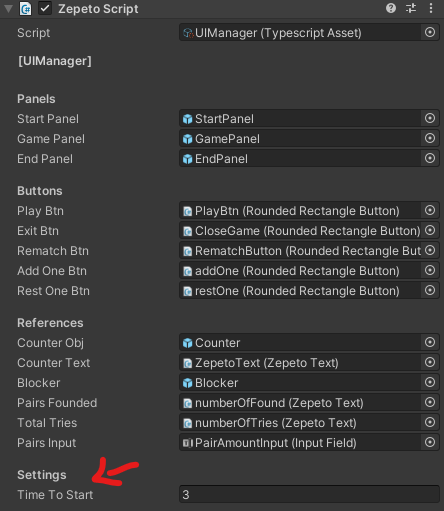 Zepeto Script
Script UIManager (Typescript Asset)
[UIManager]
Panels
Start Panel StartPanel
Game Panel GamePanel
End Panel EndPanel
Buttons
Play Btn PlayBtn (Rounded Rectangle Button)
Exit Btn CloseGame (Rounded Rectangle Button)
Rematch Btn RematchButton (Rounded Rectangle But
Add One Btn addOne (Rounded Rectangle Button)
Rest One Btn restOne (Rounded Rectangle Button)
References
Counter Obj Counter
Counter Text ZepetoText (Zepeto Text)
Blocker Blocker
Pairs Founded numberOfFound (Zepeto Text)
Total Tries numberOfTries (Zepeto Text)
Pairs Input PairAmountInput (Input Field)
Settings
Time To Start 3